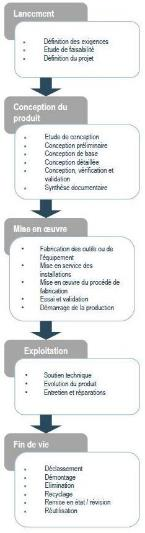 Lancement
Définition des exigences
Etude de faisabilité
Définition du projet
Conception du
produit
Etude de conception
Conception préliminaire
Conception de base
Conception détaillée
Conception, vérification et
validation
Synthèse documentaire
Mise en œuvre
Fabrication des outils ou de
l'équipement
Mise en service des
installations
Mise en œuvre du procédé de
fabrication
Essai et validation
Démarrage de la production
Exploitation
Soutien technique
Evolution du produit
Entretien et réparations
Fin de vie
Déclassement
Démontage
Elimination
Recyclage
Remise en état / révision
Réutilisation